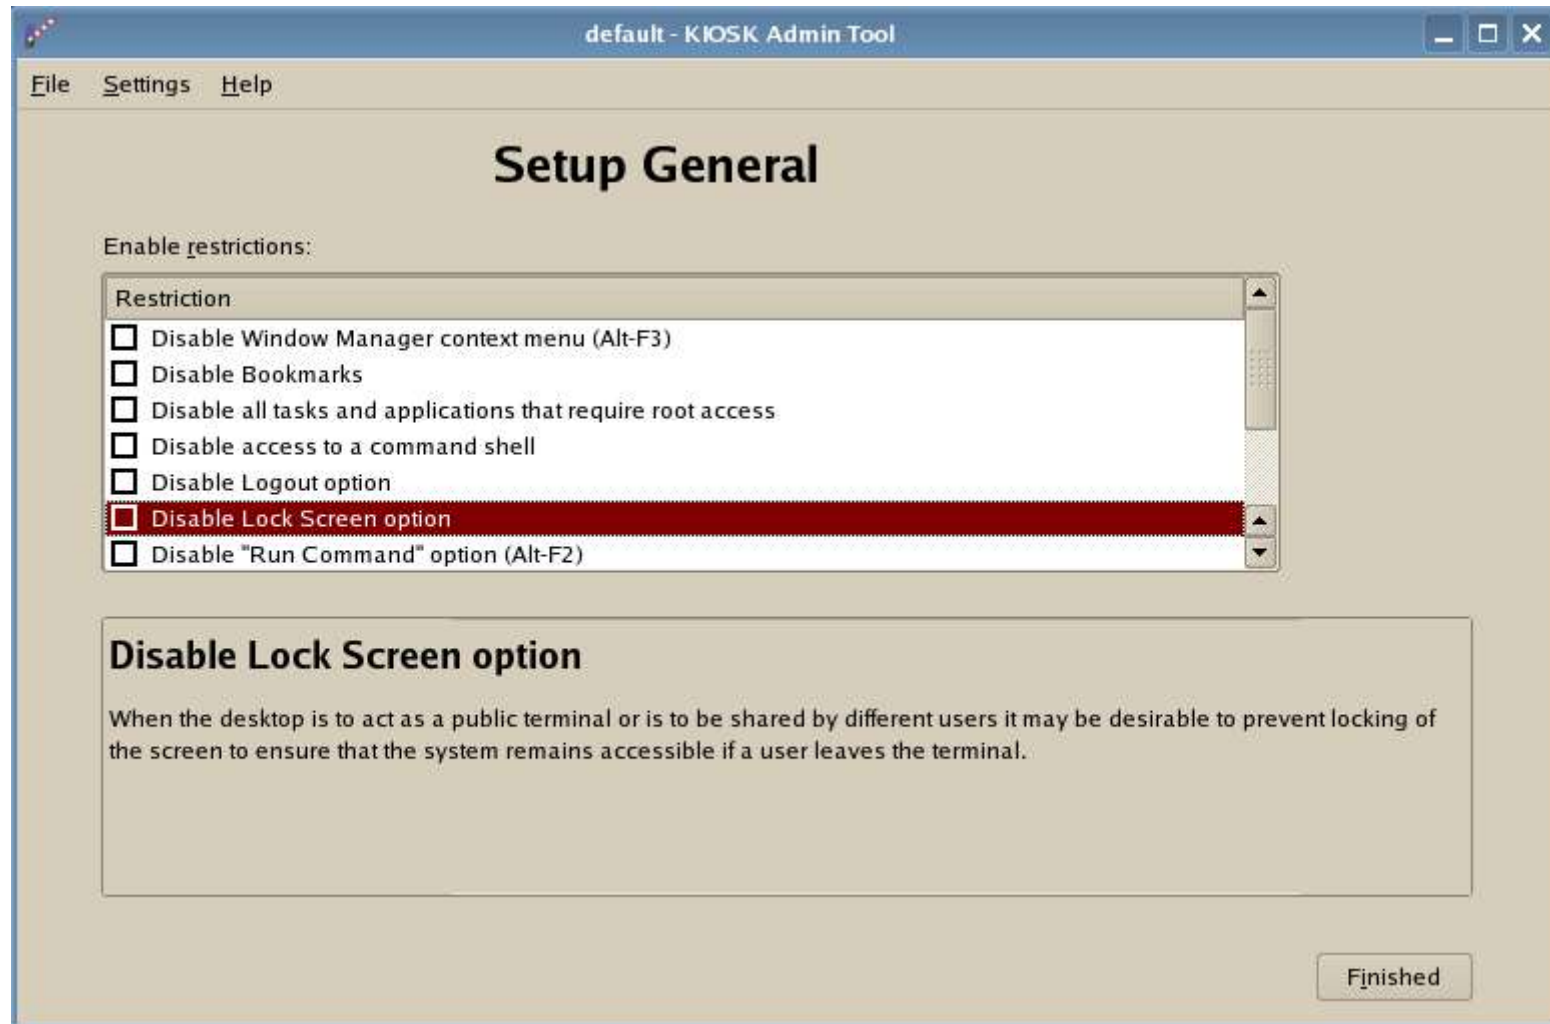 default - KIOSK Admin Tool
File Settings Help
Setup General
Enable restrictions:
Restriction
Disable Window Manager context menu (Alt-F3)
Disable Bookmarks
Disable all tasks and applications that require root access
Disable access to a command shell
Disable Logout option
Disable Lock Screen option
Disable "Run Command" option (Alt-F2)
Disable Lock Screen option
When the desktop is to act as a public terminal or is to be shared by different users it may be desirable to prevent locking of
the screen to ensure that the system remains accessible if a user leaves the terminal.
Finished